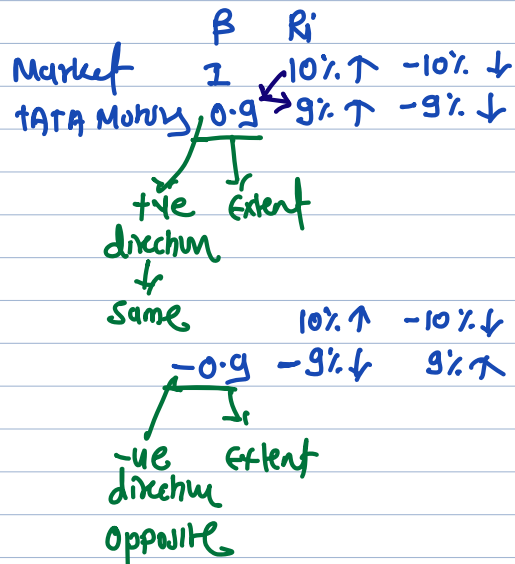 β Ri
Market 1 10% ↑ -10% ↓
TATA Motors 0.9 9% ↑ -9% ↓
+ve Extent
direction
↓
Same
10% ↑ -10% ↓
-0.9 -9% ↓ 9% ↑
-ve Extent
direction
opposite